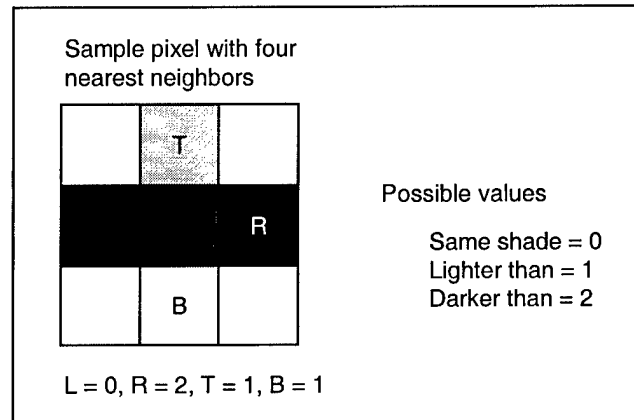 Sample pixel with four
nearest neighbors
T
R
B
Possible values
Same shade = 0
Lighter than = 1
Darker than = 2
L = 0, R = 2, T = 1, B = 1